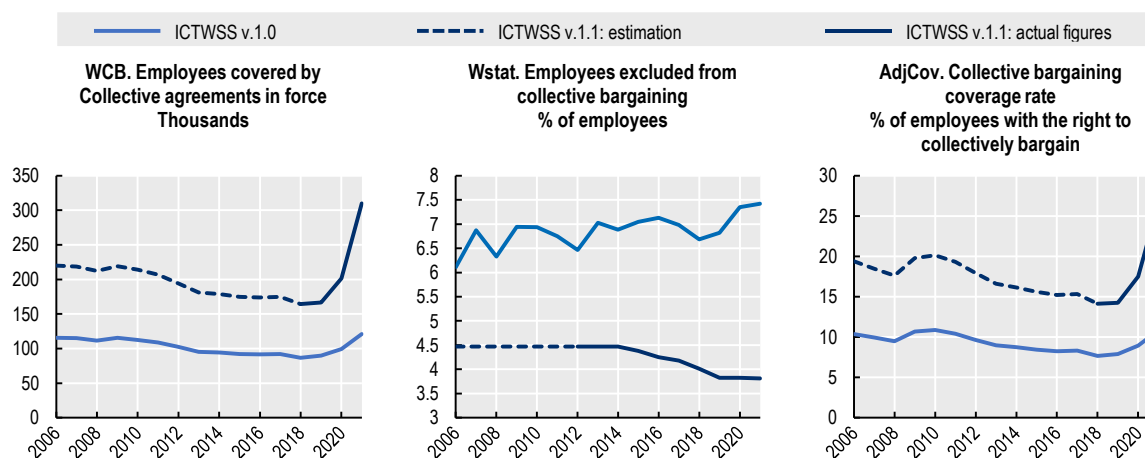 ICTWSS v.1.0 ICTWSS v.1.1: estimation ICTWSS v.1.1: actual figures
WCB. Employees covered by
Collective agreements in force
Thousands
350
300
250
200
150
100
50
0
2006 2008 2010 2012 2014 2016 2018 2020
Wstat. Employees excluded from
collective bargaining
% of employees
8
7.5
7
6.5
6
5.5
5
4.5
4
3.5
3
2006 2008 2010 2012 2014 2016 2018 2020
AdjCov. Collective bargaining
coverage rate
% of employees with the right to
collectively bargain
30
25
20
15
10
5
0
2006 2008 2010 2012 2014 2016 2018 2020